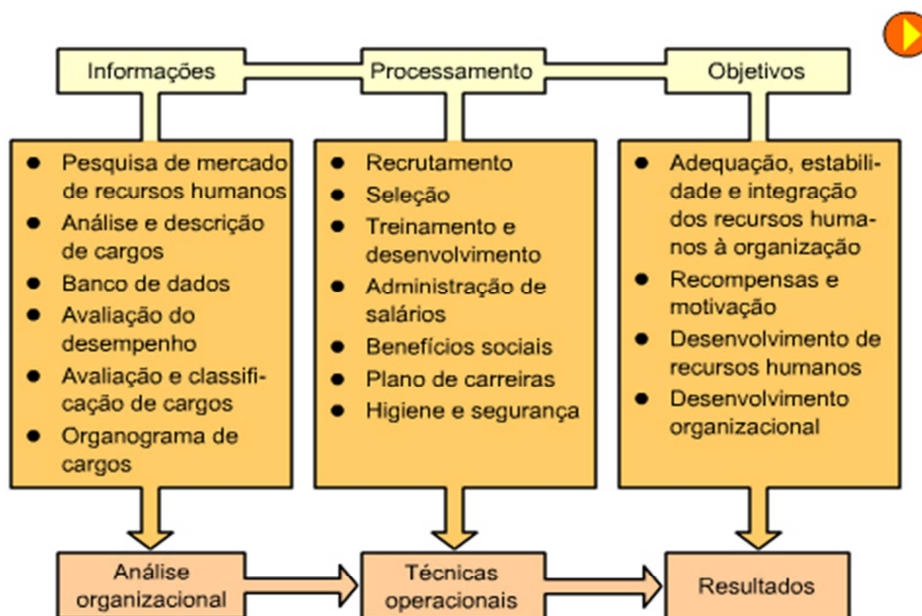 Informações
Processamento
Objetivos
Pesquisa de mercado
de recursos humanos
Análise e descrição
de cargos
Banco de dados
Avaliação do
desempenho
Avaliação e classifi-
cação de cargos
Organograma de
cargos
Recrutamento
Seleção
Treinamento e
desenvolvimento
Administração de
salários
Benefícios sociais
Plano de carreiras
Higiene e segurança
Adequação, estabili-
dade e integração
dos recursos huma-
nos à organização
Recompensas e
motivação
Desenvolvimento de
recursos humanos
Desenvolvimento
organizacional
Análise
organizacional
Técnicas
operacionais
Resultados